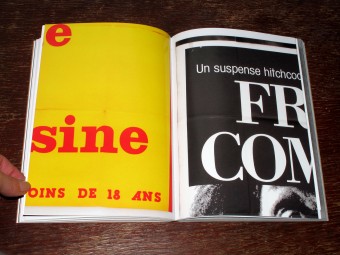 e
sine
OINS DE 18 ANS
Un suspense hitchcoc
FR
COM